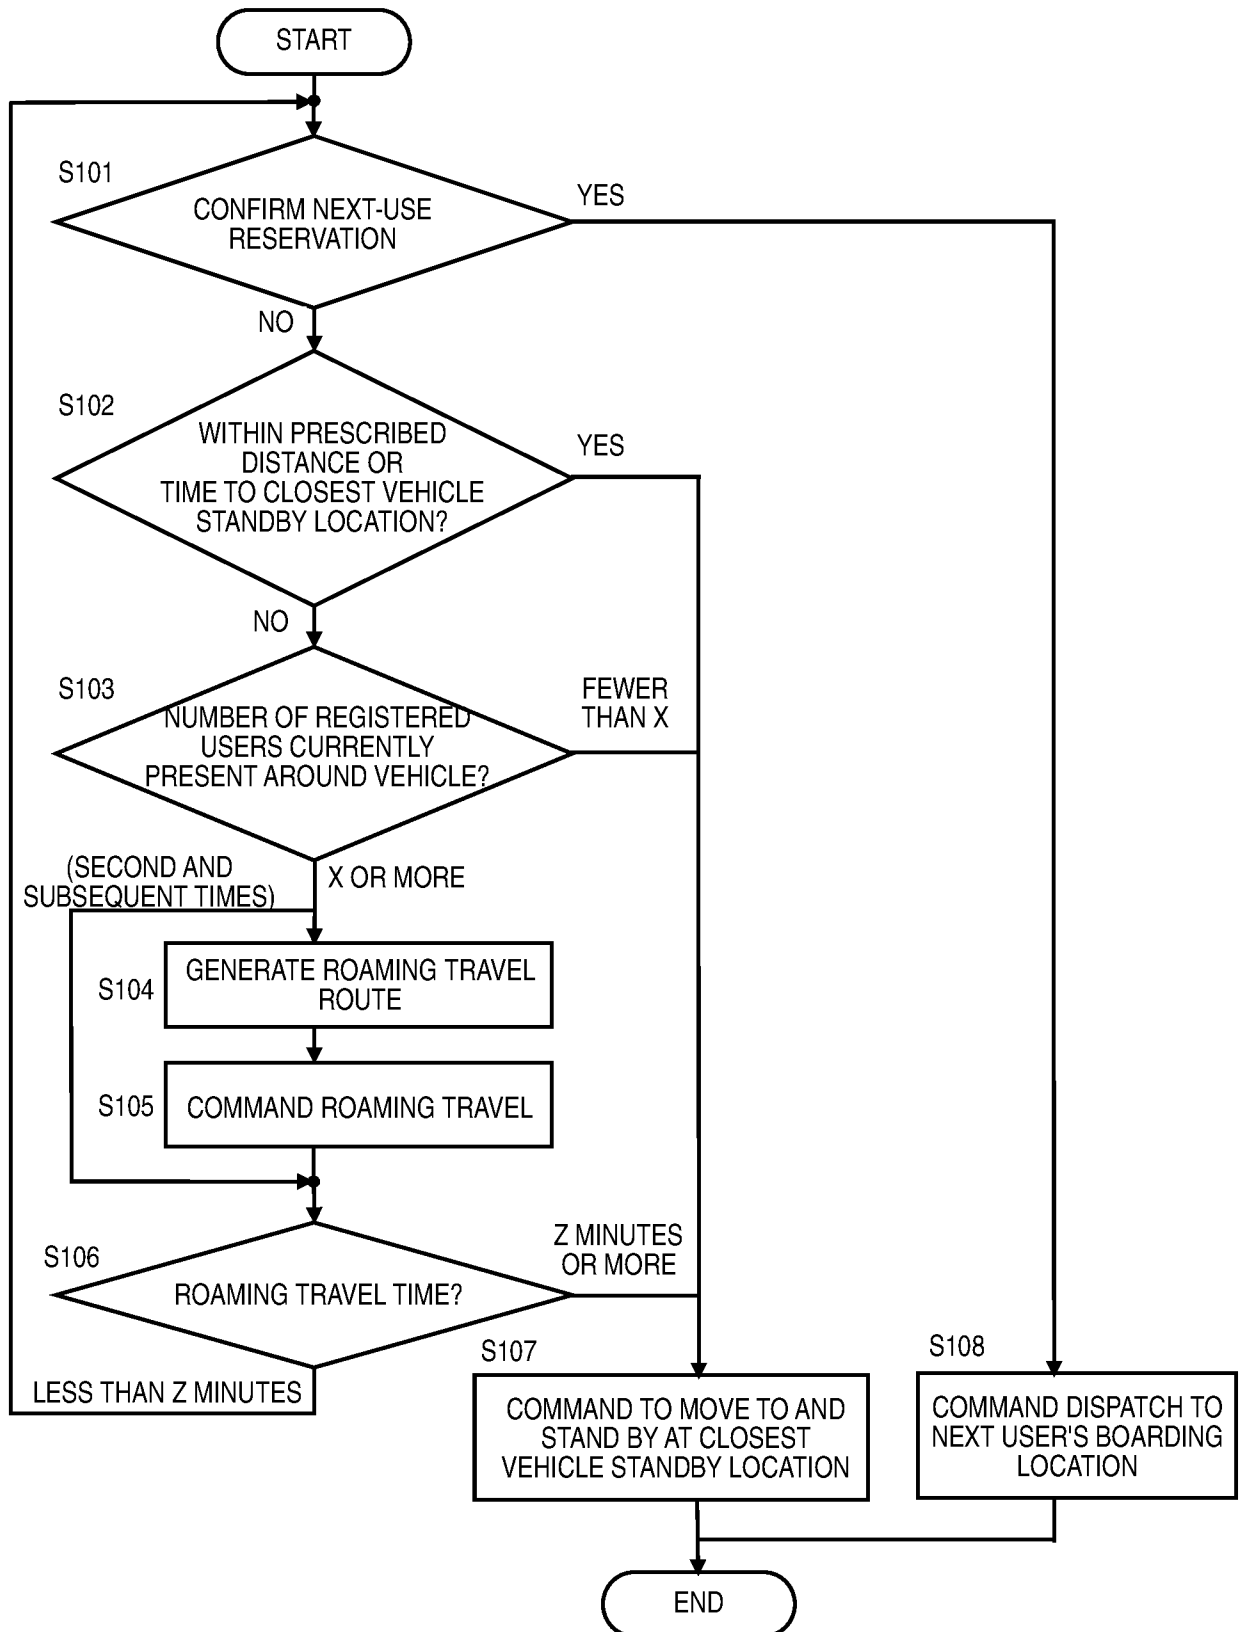 START
S101
CONFIRM NEXT-USE
RESERVATION
YES
NO
S102
WITHIN PRESCRIBED
DISTANCE OR
TIME TO CLOSEST VEHICLE
STANDBY LOCATION?
YES
NO
S103
NUMBER OF REGISTERED
USERS CURRENTLY
PRESENT AROUND VEHICLE?
FEWER
THAN X
(SECOND AND
SUBSEQUENT TIMES)
X OR MORE
S104
GENERATE ROAMING TRAVEL
ROUTE
S105
COMMAND ROAMING TRAVEL
S106
ROAMING TRAVEL TIME?
Z MINUTES
OR MORE
LESS THAN Z MINUTES
S107
COMMAND TO MOVE TO AND
STAND BY AT CLOSEST
VEHICLE STANDBY LOCATION
S108
COMMAND DISPATCH TO
NEXT USER'S BOARDING
LOCATION
END